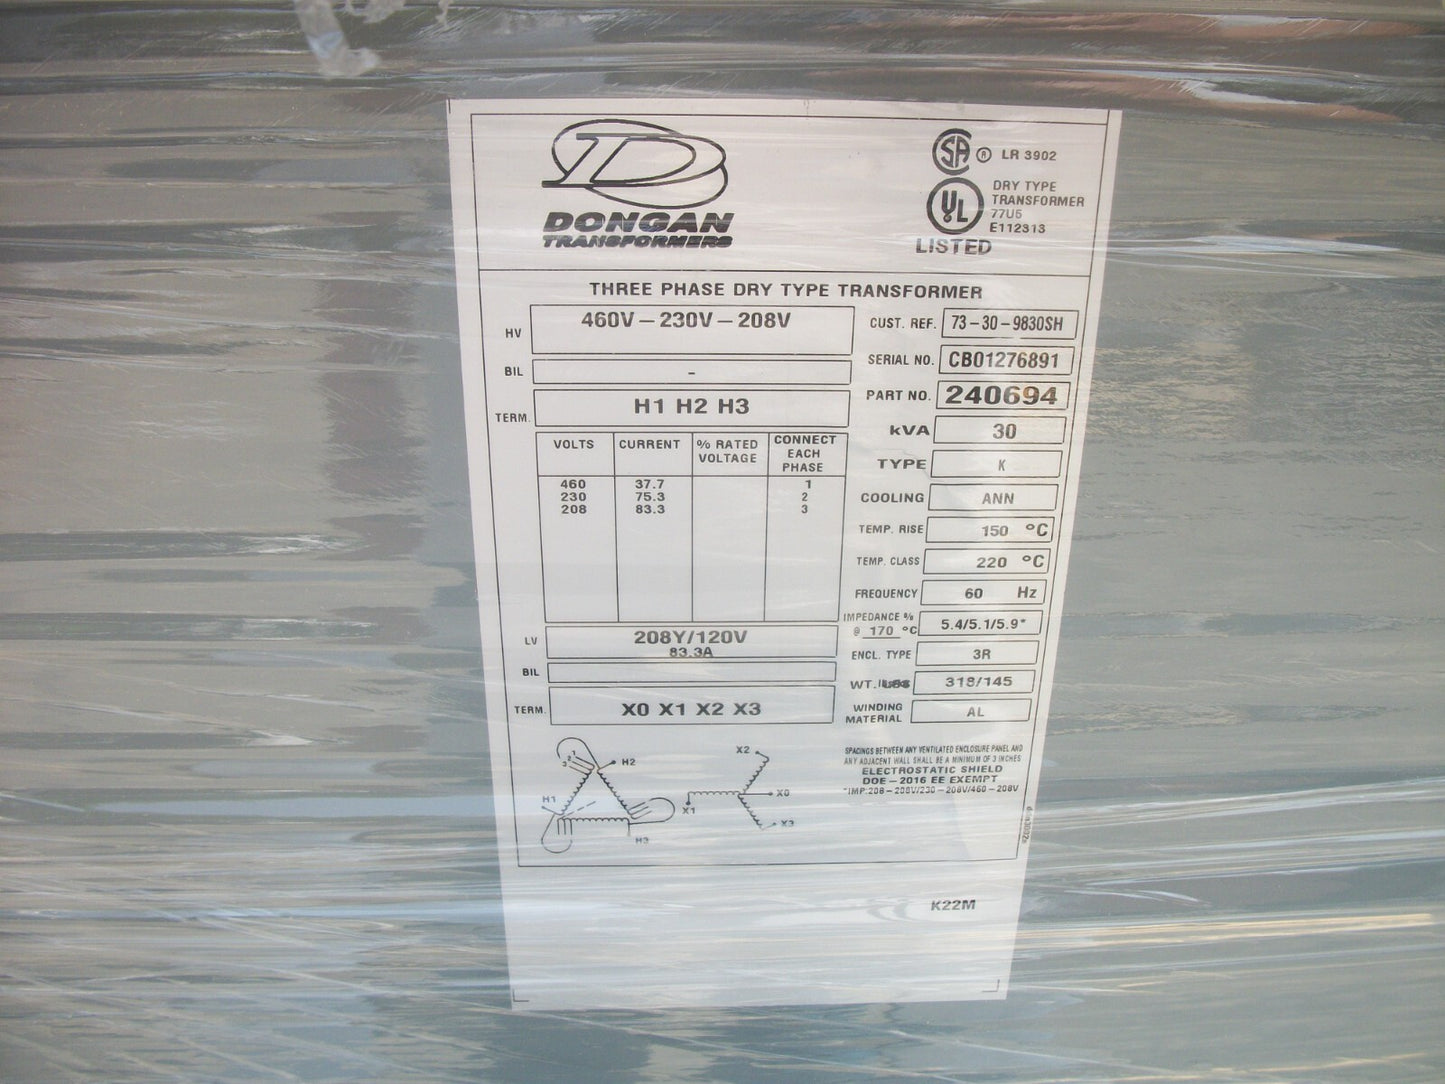 SA ® LR 3902
UL DRY TYPE
TRANSFORMER
77U6
E112313
LISTED
DONGAN
TRANSFORMERS
THREE PHASE DRY TYPE TRANSFORMER
HV 460V – 230V – 208V
BIL -
TERM. H1 H2 H3
VOLTS CURRENT % RATED VOLTAGE CONNECT EACH PHASE
460 37.7 1
230 75.3 2
208 83.3 3
LV 208Y/120V
83.3A
BIL
TERM. X0 X1 X2 X3
CUST. REF. 73-30-9830SH
SERIAL NO. CB01276891
PART NO. 240694
kVA 30
TYPE K
COOLING ANN
TEMP. RISE 150 °C
TEMP. CLASS 220 °C
FREQUENCY 60 Hz
IMPEDANCE % 5.4/5.1/5.9*
@ 170 °C
ENCL. TYPE 3R
WT. 318/145
WINDING MATERIAL AL
H1
1
2
3
H2
H3
X2
X1
X0
X3
SPACINGS BETWEEN ANY VENTILATED ENCLOSURE PANEL AND
ANY ADJACENT WALL SHALL BE A MINIMUM OF 3 INCHES
ELECTROSTATIC SHIELD
DOE-2016 EE EXEMPT
*IMP:208-208V/230-208V/460-208V
K22M